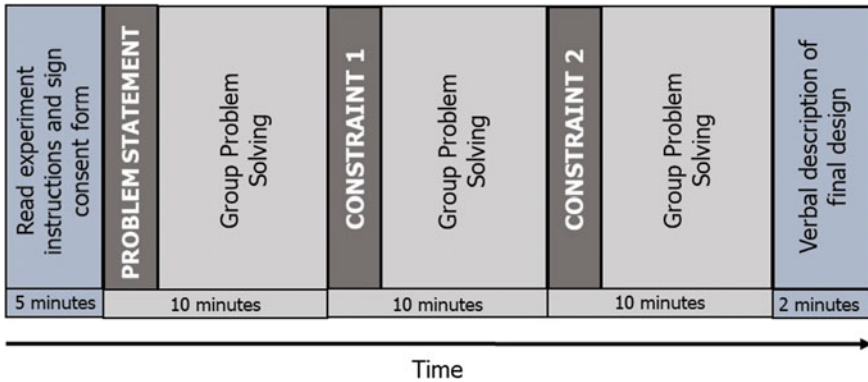 Read experiment
instructions and sign
consent form
PROBLEM STATEMENT
Group Problem
Solving
CONSTRAINT 1
Group Problem
Solving
CONSTRAINT 2
Group Problem
Solving
Verbal description of
final design
5 minutes
10 minutes
10 minutes
10 minutes
2 minutes
Time